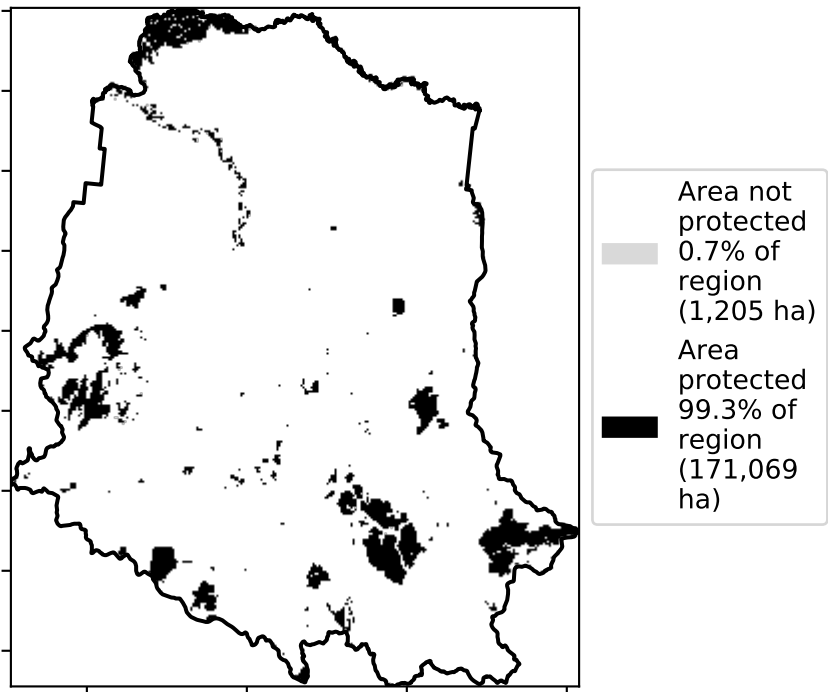 Area not
protected
0.7% of
region
(1,205 ha)
Area
protected
99.3% of
region
(171,069
ha)